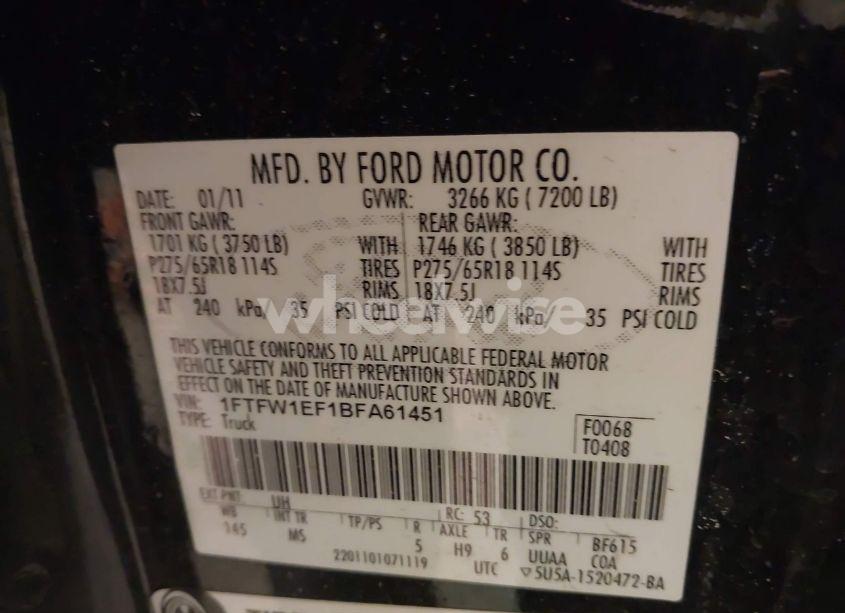 MFD. BY FORD MOTOR CO.
DATE: 01/11 GVWR: 3266 KG ( 7200 LB)
FRONT GAWR: REAR GAWR:
1701 KG ( 3750 LB) WITH 1746 KG ( 3850 LB) WITH
P275/65R18 114S TIRES P275/65R18 114S TIRES
18X7.5J RIMS 18X7.5J RIMS
AT 240 kPa/ 35 PSI COLD AT 240 kPa/ 35 PSI COLD
wheelwise
THIS VEHICLE CONFORMS TO ALL APPLICABLE FEDERAL MOTOR
VEHICLE SAFETY AND THEFT PREVENTION STANDARDS IN
EFFECT ON THE DATE OF MANUFACTURE SHOWN ABOVE.
VIN: 1FTFW1EF1BFA61451 F0068
TYPE: Truck T0408
EXT PNT UH RC: 53 DSO:
WB INT TR TP/PS R AXLE TR SPR BF615
145 MS 5 H9 6 UUAA COA
2201101071119 UTC ▽5U5A-1520472-BA